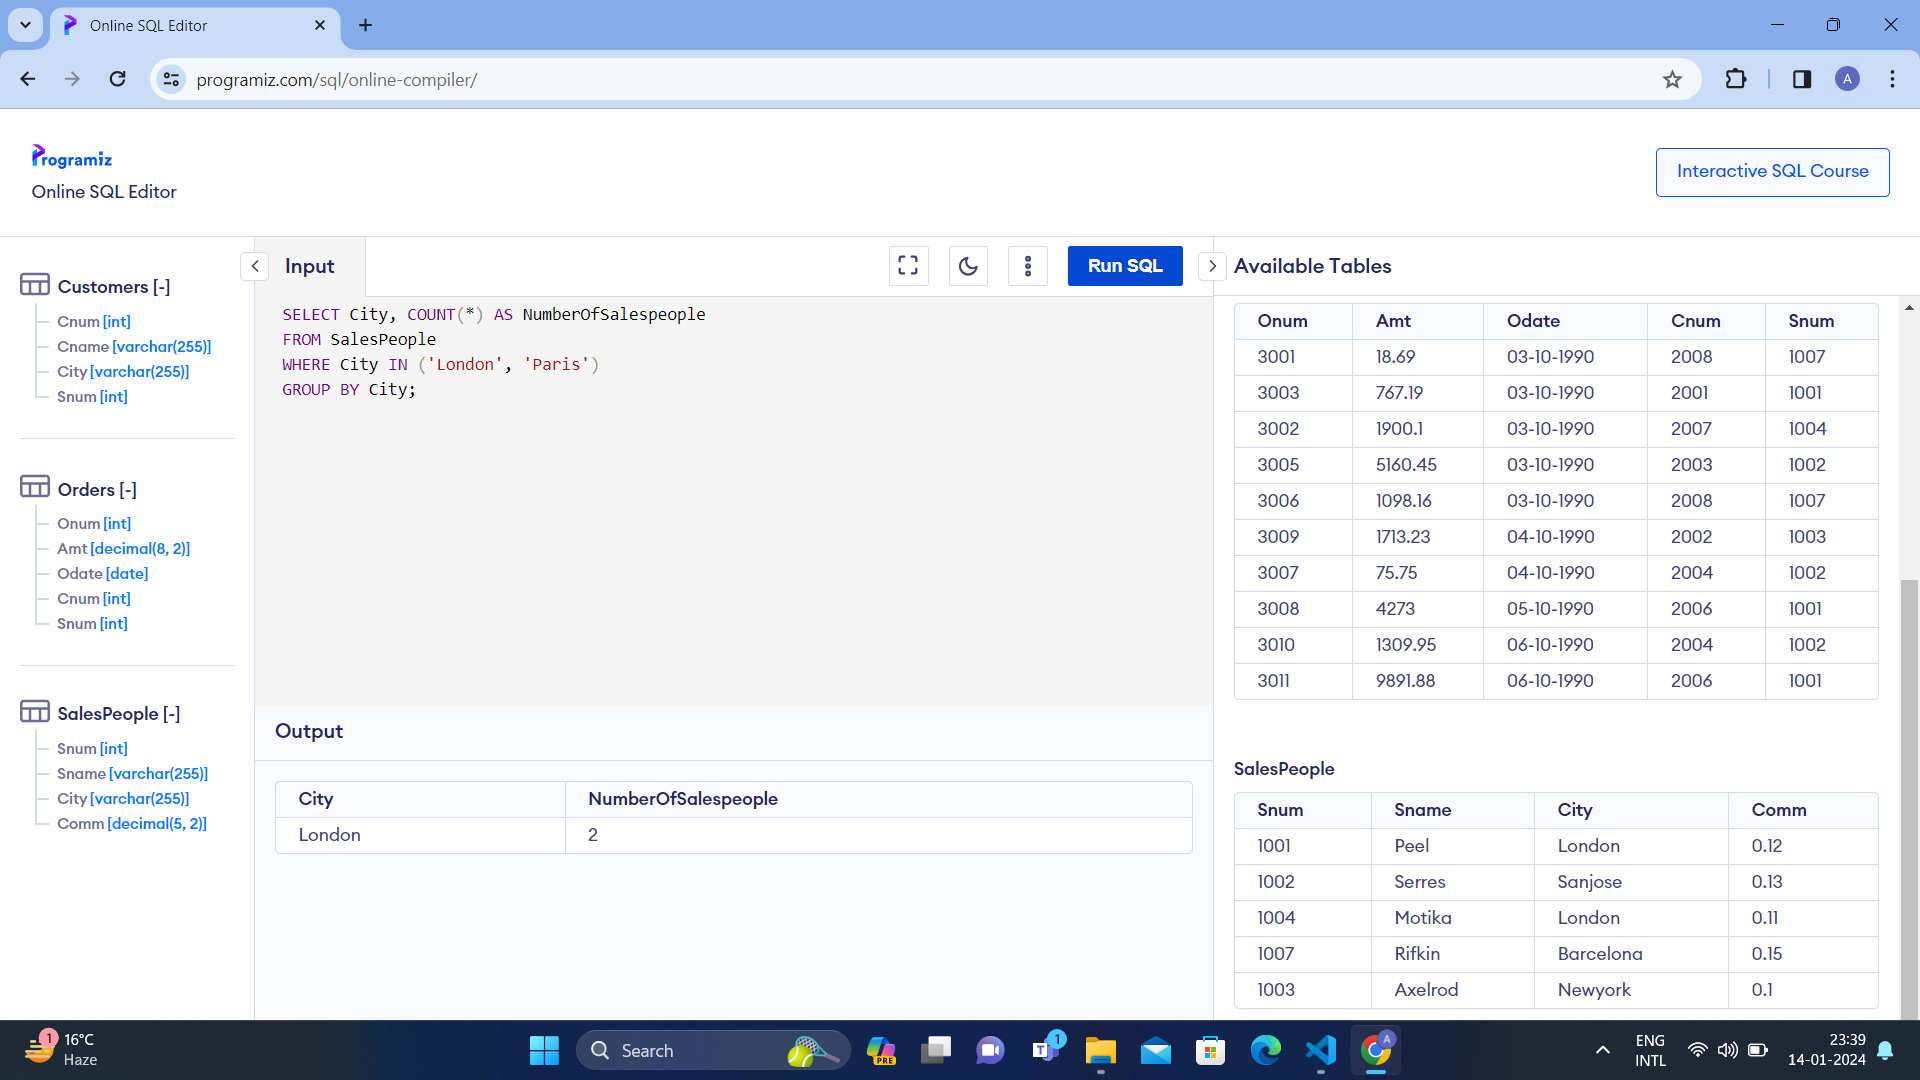 Online SQL Editor
programiz.com/sql/online-compiler/
A
Programiz
Online SQL Editor
Interactive SQL Course
Customers [-]
Cnum [int]
Cname [varchar(255)]
City [varchar(255)]
Snum [int]
Orders [-]
Onum [int]
Amt [decimal(8, 2)]
Odate [date]
Cnum [int]
Snum [int]
SalesPeople [-]
Snum [int]
Sname [varchar(255)]
City [varchar(255)]
Comm [decimal(5, 2)]
Input
Run SQL
SELECT City, COUNT(*) AS NumberOfSalespeople
FROM SalesPeople
WHERE City IN ('London', 'Paris')
GROUP BY City;
Output
City NumberOfSalespeople
London 2
Available Tables
Onum Amt Odate Cnum Snum
3001 18.69 03-10-1990 2008 1007
3003 767.19 03-10-1990 2001 1001
3002 1900.1 03-10-1990 2007 1004
3005 5160.45 03-10-1990 2003 1002
3006 1098.16 03-10-1990 2008 1007
3009 1713.23 04-10-1990 2002 1003
3007 75.75 04-10-1990 2004 1002
3008 4273 05-10-1990 2006 1001
3010 1309.95 06-10-1990 2004 1002
3011 9891.88 06-10-1990 2006 1001
SalesPeople
Snum Sname City Comm
1001 Peel London 0.12
1002 Serres Sanjose 0.13
1004 Motika London 0.11
1007 Rifkin Barcelona 0.15
1003 Axelrod Newyork 0.1
1
16°C
Haze
Search
PRE
T
1
A
ENG
INTL
23:39
14-01-2024